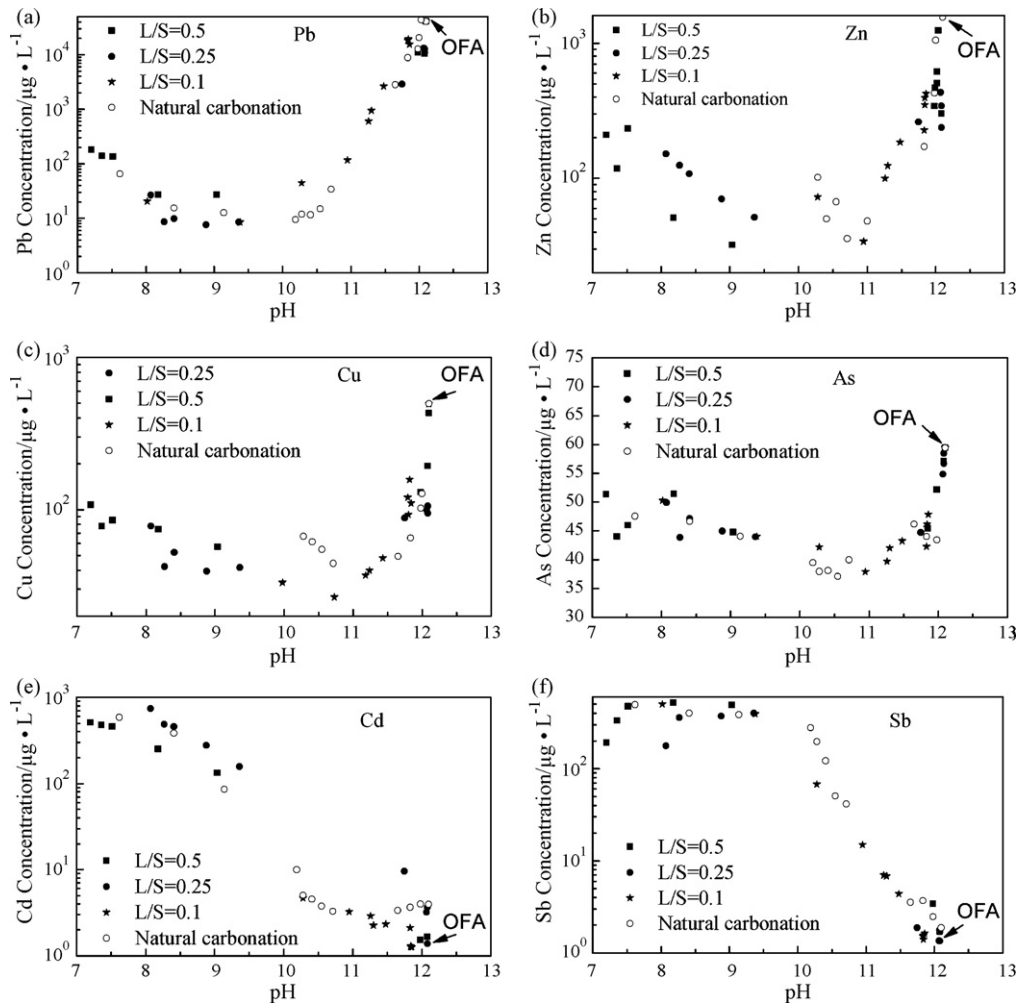 (a)
Pb
L/S=0.5
L/S=0.25
L/S=0.1
Natural carbonation
OFA
Pb Concentration/μg • L⁻¹
10⁴
10³
10²
10¹
10⁰
7 8 9 10 11 12 13
pH
(b)
Zn
L/S=0.5
L/S=0.25
L/S=0.1
Natural carbonation
OFA
Zn Concentration/μg • L⁻¹
10³
10²
7 8 9 10 11 12 13
pH
(c)
Cu
L/S=0.25
L/S=0.5
L/S=0.1
Natural carbonation
OFA
Cu Concentration/μg • L⁻¹
10³
10²
7 8 9 10 11 12 13
pH
(d)
As
L/S=0.5
L/S=0.25
L/S=0.1
Natural carbonation
OFA
As Concentration/μg • L⁻¹
75
70
65
60
55
50
45
40
35
30
7 8 9 10 11 12 13
pH
(e)
Cd
L/S=0.5
L/S=0.25
L/S=0.1
Natural carbonation
OFA
Cd Concentration/μg • L⁻¹
10³
10²
10¹
10⁰
7 8 9 10 11 12 13
pH
(f)
Sb
L/S=0.5
L/S=0.25
L/S=0.1
Natural carbonation
OFA
Sb Concentration/μg • L⁻¹
10²
10¹
10⁰
7 8 9 10 11 12 13
pH